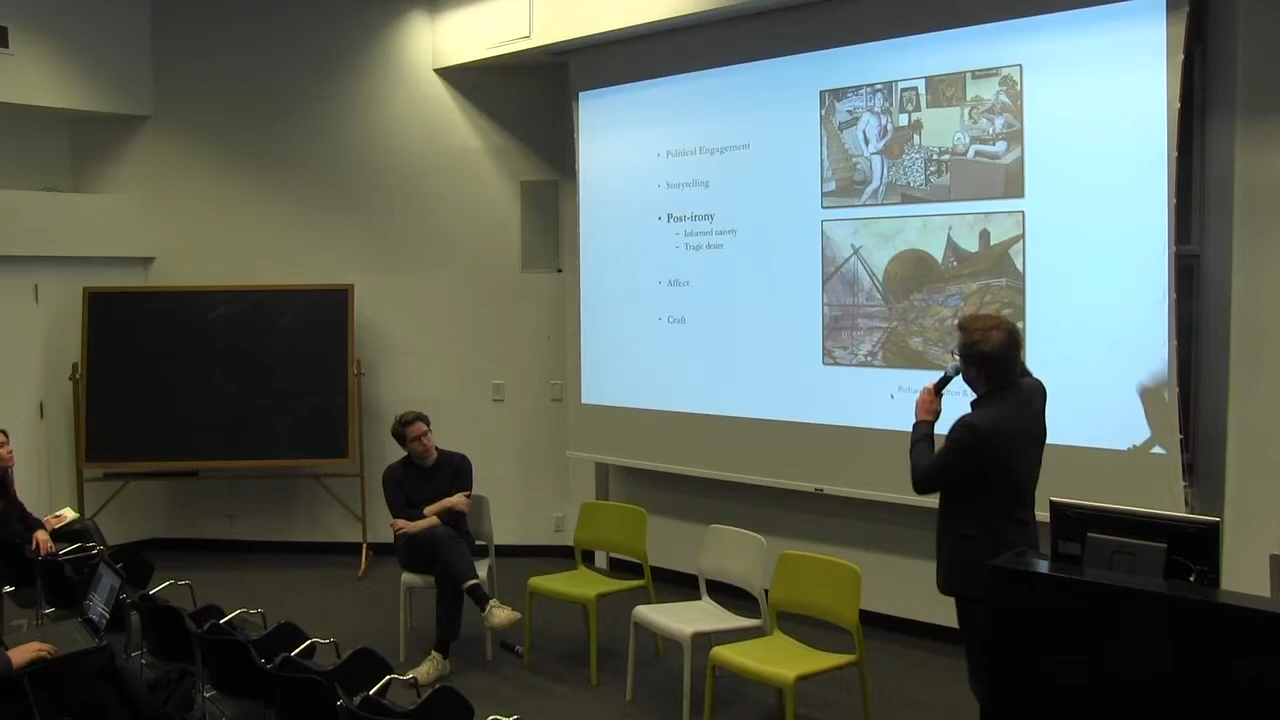 • Political Engagement
• Storytelling
• Post-irony
– Informed naivety
– Tragic desire
• Affect
• Craft